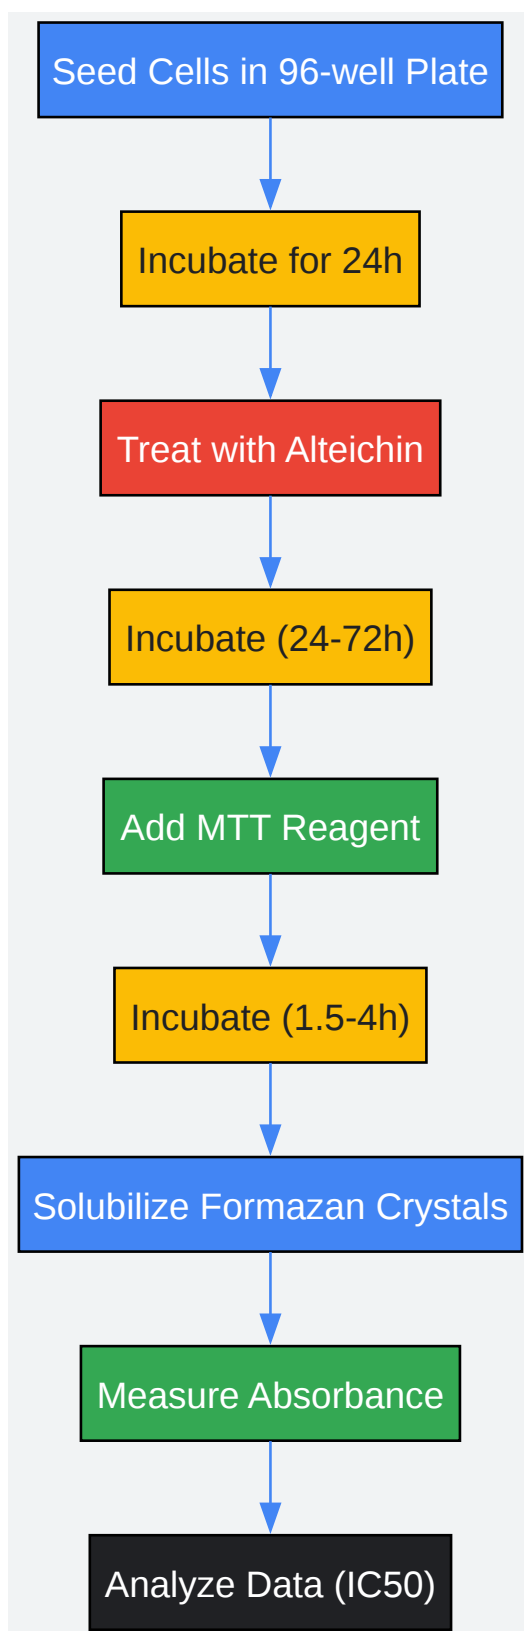 Seed Cells in 96-well Plate
Incubate for 24h
Treat with Alteichin
Incubate (24-72h)
Add MTT Reagent
Incubate (1.5-4h)
Solubilize Formazan Crystals
Measure Absorbance
Analyze Data (IC50)